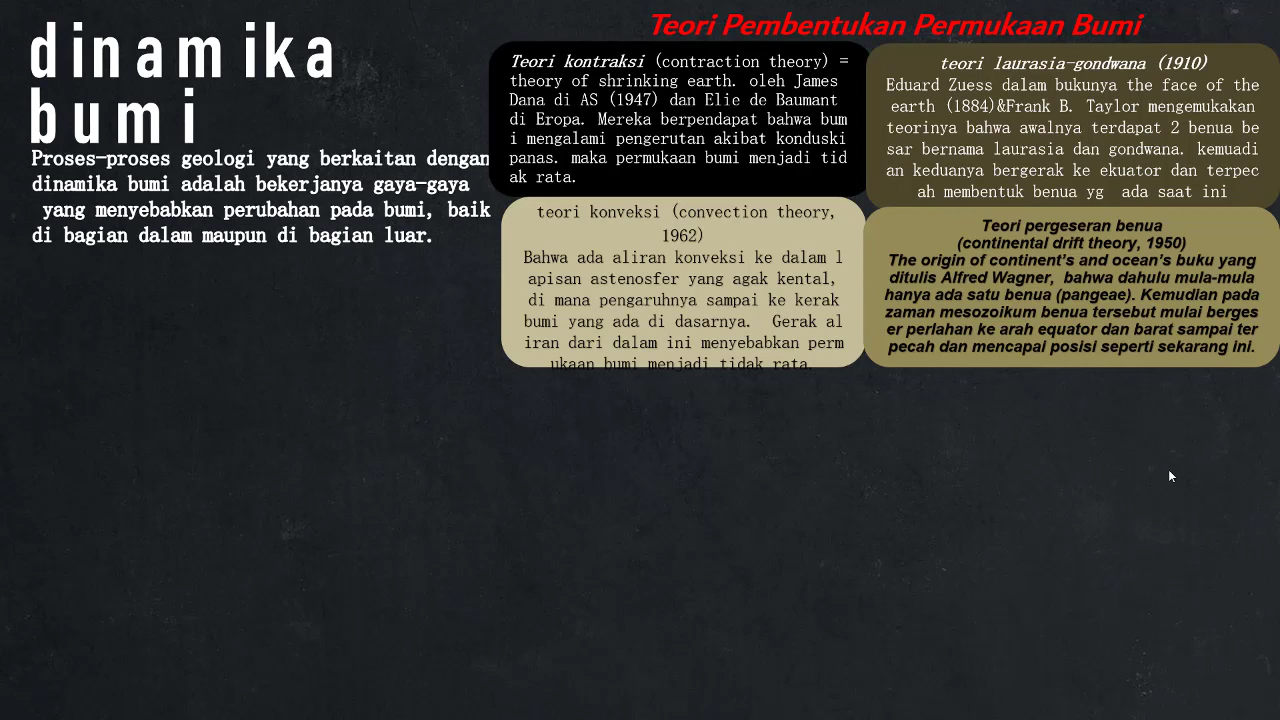 dinamika
bumi
Proses-proses geologi yang berkaitan dengan
dinamika bumi adalah bekerjanya gaya-gaya
yang menyebabkan perubahan pada bumi, baik
di bagian dalam maupun di bagian luar.
Teori Pembentukan Permukaan Bumi
Teori kontraksi (contraction theory) =
theory of shrinking earth. oleh James
Dana di AS (1947) dan Elie de Baumant
di Eropa. Mereka berpendapat bahwa bum
i mengalami pengerutan akibat konduski
panas. maka permukaan bumi menjadi tid
ak rata.
teori laurasia-gondwana (1910)
Eduard Zuess dalam bukunya the face of the
earth (1884)&Frank B. Taylor mengemukakan
teorinya bahwa awalnya terdapat 2 benua be
sar bernama laurasia dan gondwana. kemuadi
an keduanya bergerak ke ekuator dan terpec
ah membentuk benua yg ada saat ini
teori konveksi (convection theory,
1962)
Bahwa ada aliran konveksi ke dalam l
apisan astenosfer yang agak kental,
di mana pengaruhnya sampai ke kerak
bumi yang ada di dasarnya. Gerak al
iran dari dalam ini menyebabkan perm
ukaan bumi menjadi tidak rata.
Teori pergeseran benua
(continental drift theory, 1950)
The origin of continent's and ocean's buku yang
ditulis Alfred Wagner, bahwa dahulu mula-mula
hanya ada satu benua (pangeae). Kemudian pada
zaman mesozoikum benua tersebut mulai berges
er perlahan ke arah equator dan barat sampai ter
pecah dan mencapai posisi seperti sekarang ini.